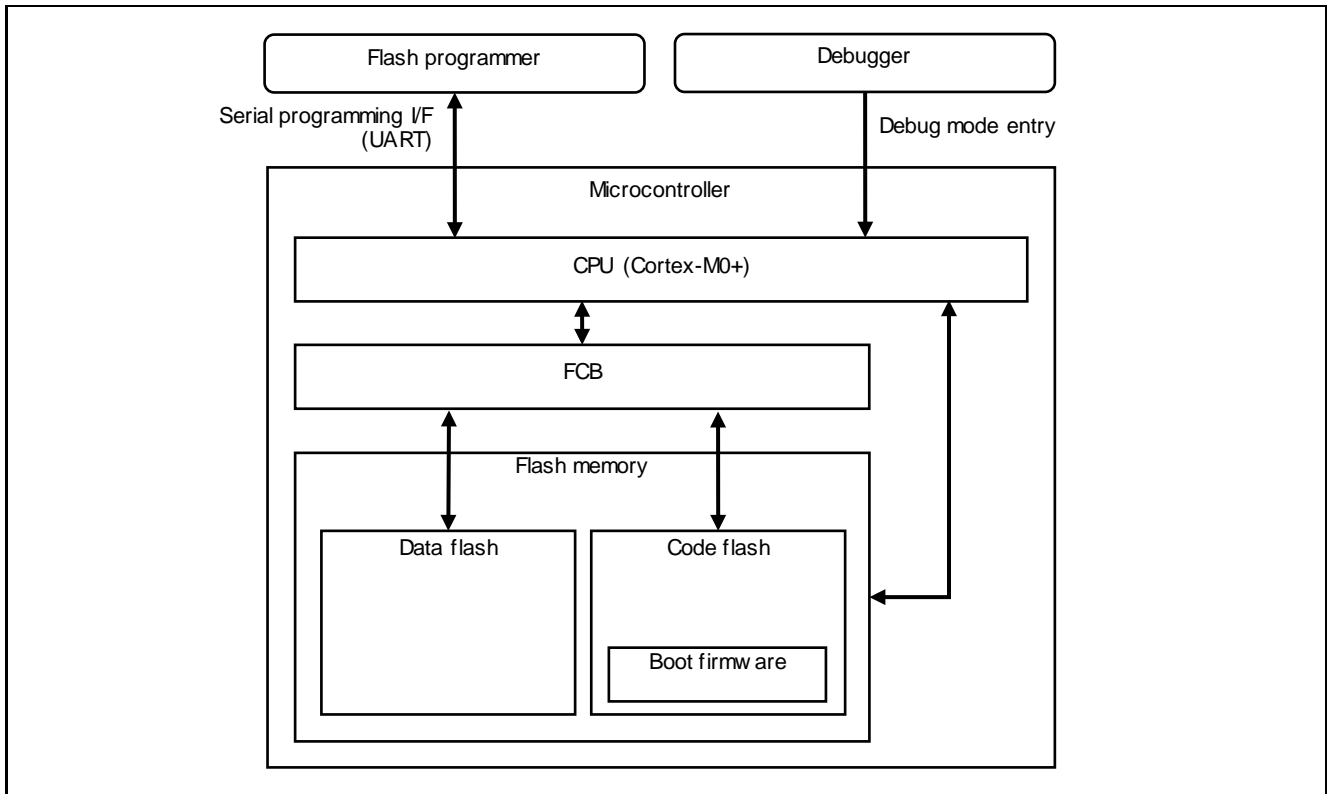 Flash programmer
Debugger
Serial programming I/F
(UART)
Debug mode entry
Microcontroller
CPU (Cortex-M0+)
FCB
Flash memory
Data flash
Code flash
Boot firmware